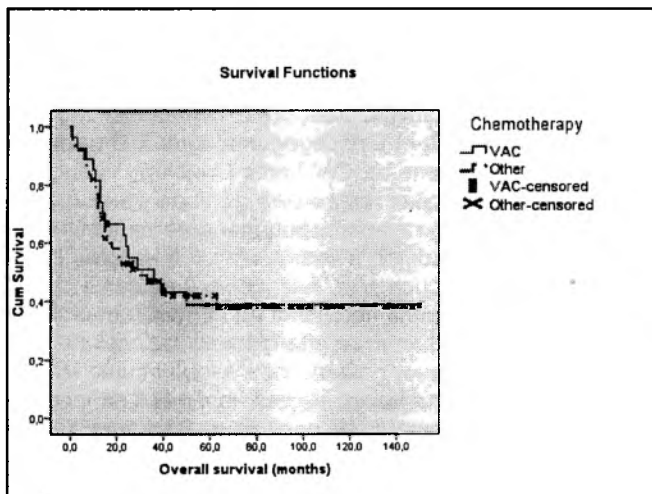 Survival Functions
Chemotherapy
VAC
Other
VAC-censored
Other-censored
Cum Survival
1,0
0,8
0,6
0,4
0,2
0,0
0,0 20,0 40,0 60,0 80,0 100,0 120,0 140,0
Overall survival (months)